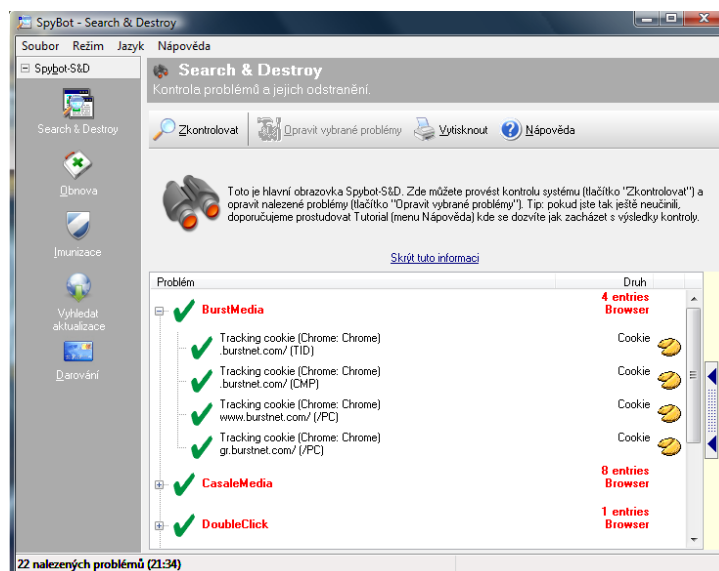 SpyBot - Search & Destroy
Soubor Režim Jazyk Nápověda
Spybot-S&D
Search & Destroy
Kontrola problémů a jejich odstranění.
Search & Destroy
Obnova
Imunizace
Vyhledat
aktualizace
Darování
Zkontrolovat Opravit vybrané problémy Vytisknout Nápověda
Toto je hlavní obrazovka Spybot-S&D. Zde můžete provést kontrolu systému (tlačítko "Zkontrolovat") a
opravit nalezené problémy (tlačítko "Opravit vybrané problémy"). Tip: pokud jste tak ještě neučinili,
doporučujeme prostudovat Tutorial (menu Nápověda) kde se dozvíte jak zacházet s výsledky kontroly.
Skrýt tuto informaci
Problém Druh
BurstMedia 4 entries
Browser
Tracking cookie (Chrome: Chrome) Cookie
.burstnet.com/ (TID)
Tracking cookie (Chrome: Chrome) Cookie
.burstnet.com/ (CMP)
Tracking cookie (Chrome: Chrome) Cookie
www.burstnet.com/ (/PC)
Tracking cookie (Chrome: Chrome) Cookie
gr.burstnet.com/ (/PC)
CasaleMedia 8 entries
Browser
DoubleClick 1 entries
Browser
22 nalezených problémů (21:34)